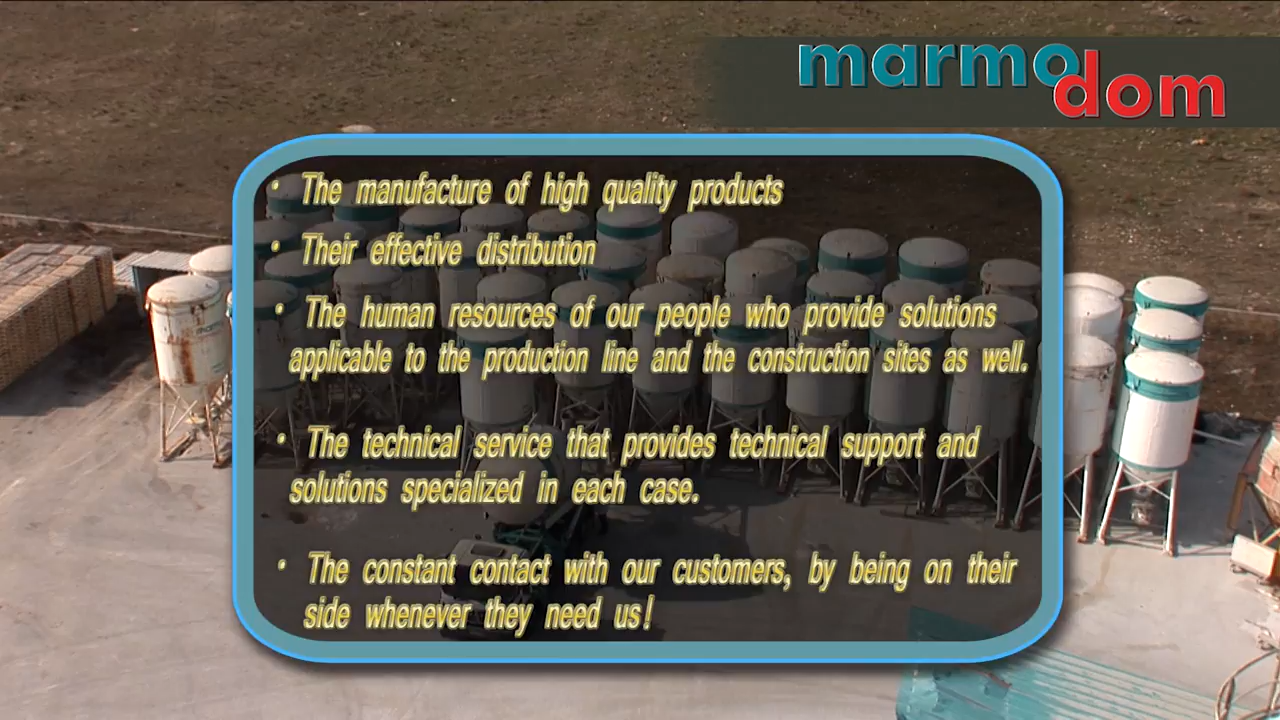 marmo
dom
• The manufacture of high quality products
• Their effective distribution
• The human resources of our people who provide solutions
applicable to the production line and the construction sites as well.
• The technical service that provides technical support and
solutions specialized in each case.
• The constant contact with our customers, by being on their
side whenever they need us!